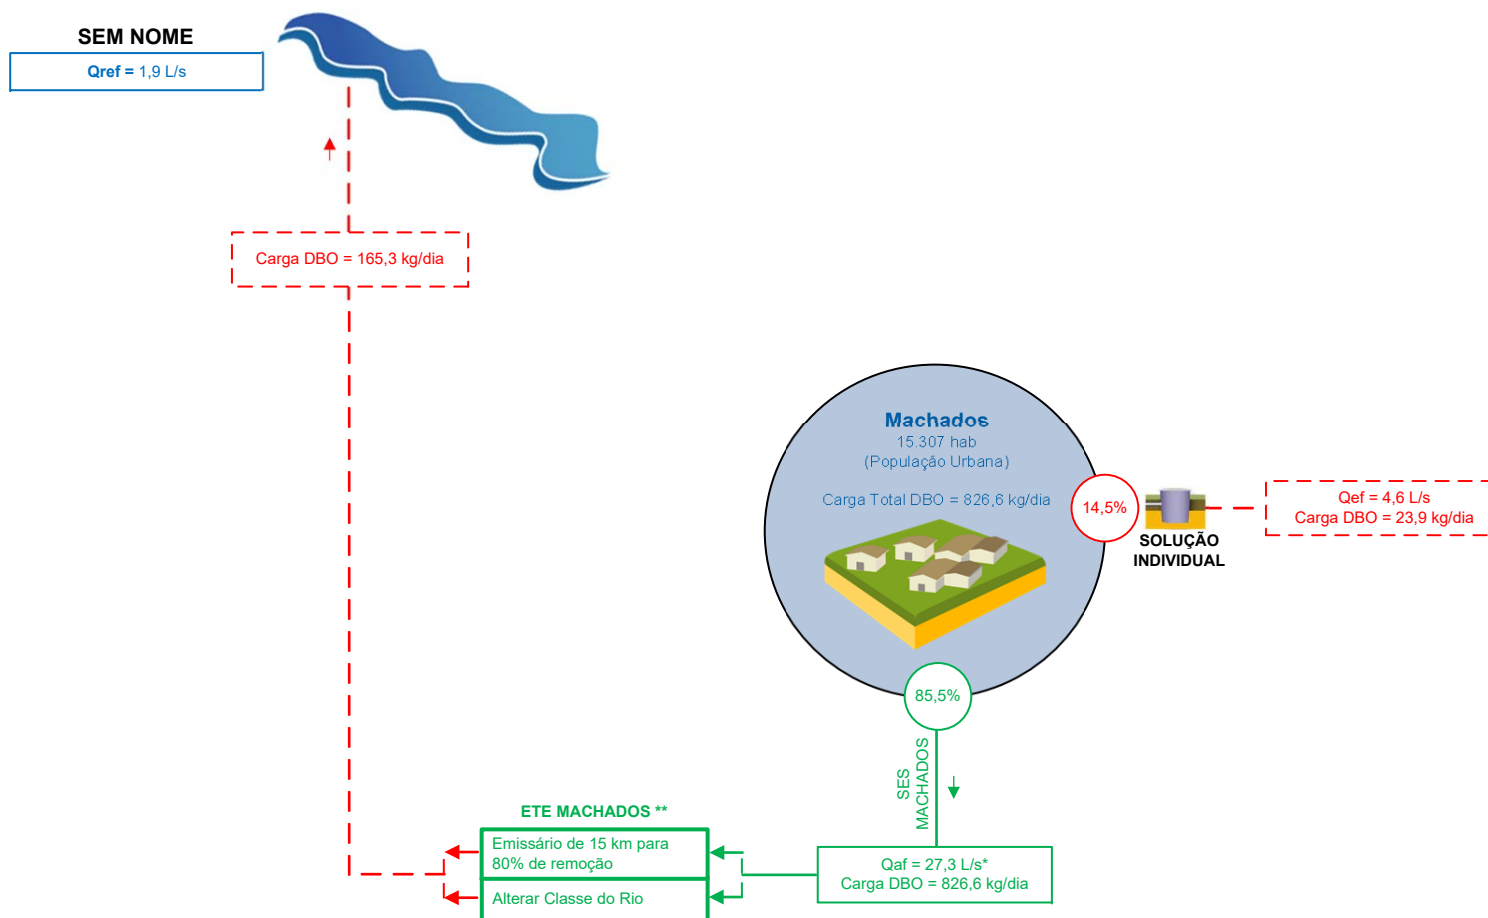 SEM NOME
Qref = 1,9 L/s
Carga DBO = 165,3 kg/dia
Machados
15.307 hab
(População Urbana)
Carga Total DBO = 826,6 kg/dia
14,5%
SOLUÇÃO
INDIVIDUAL
Qef = 4,6 L/s
Carga DBO = 23,9 kg/dia
85,5%
SES
MACHADOS
ETE MACHADOS **
Emissário de 15 km para
80% de remoção
Alterar Classe do Rio
Qaf = 27,3 L/s*
Carga DBO = 826,6 kg/dia